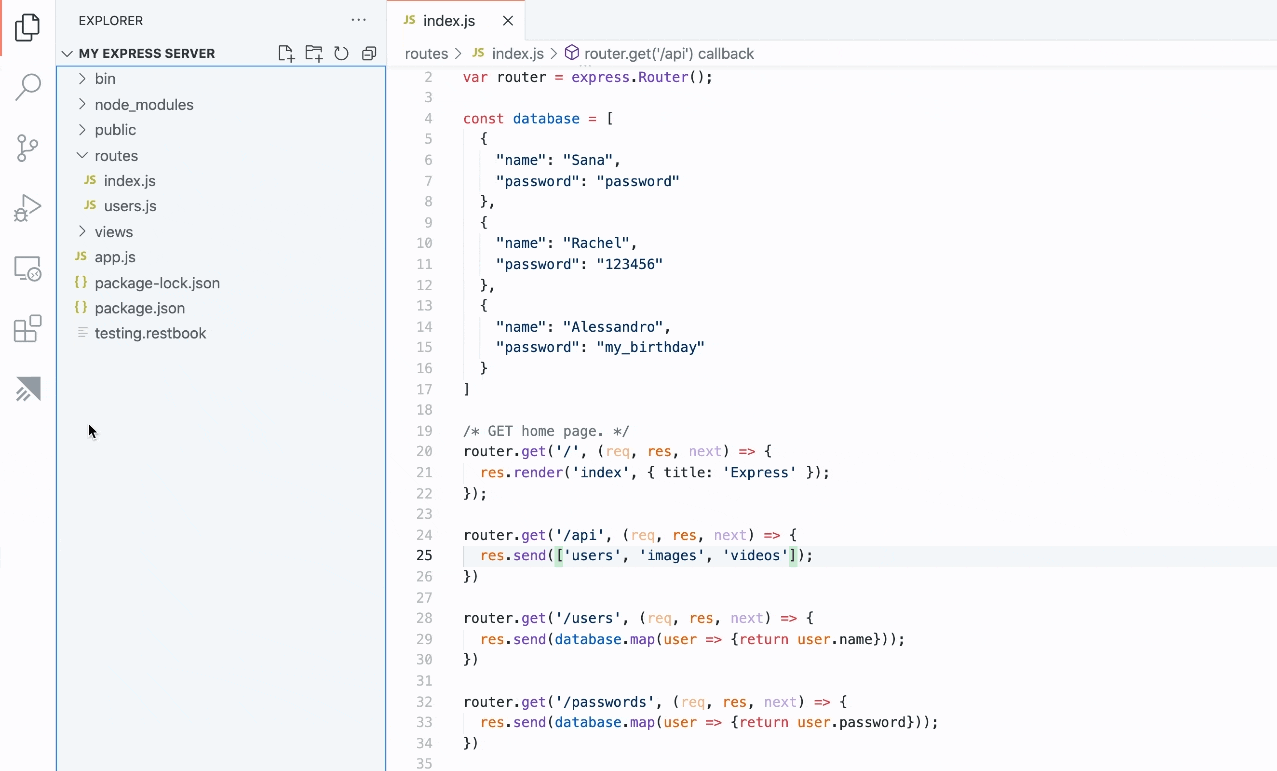 EXPLORER
MY EXPRESS SERVER
bin
node_modules
public
routes
JS index.js
JS users.js
views
JS app.js
{} package-lock.json
{} package.json
testing.restbook
JS index.js
routes > JS index.js > router.get('/api') callback
2 var router = express.Router();
3
4 const database = [
5 {
6 "name": "Sana",
7 "password": "password"
8 },
9 {
10 "name": "Rachel",
11 "password": "123456"
12 },
13 {
14 "name": "Alessandro",
15 "password": "my_birthday"
16 }
17 ]
18
19 /* GET home page. */
20 router.get('/', (req, res, next) => {
21 res.render('index', { title: 'Express' });
22 });
23
24 router.get('/api', (req, res, next) => {
25 res.send(['users', 'images', 'videos']);
26 })
27
28 router.get('/users', (req, res, next) => {
29 res.send(database.map(user => {return user.name}));
30 })
31
32 router.get('/passwords', (req, res, next) => {
33 res.send(database.map(user => {return user.password}));
34 })
35